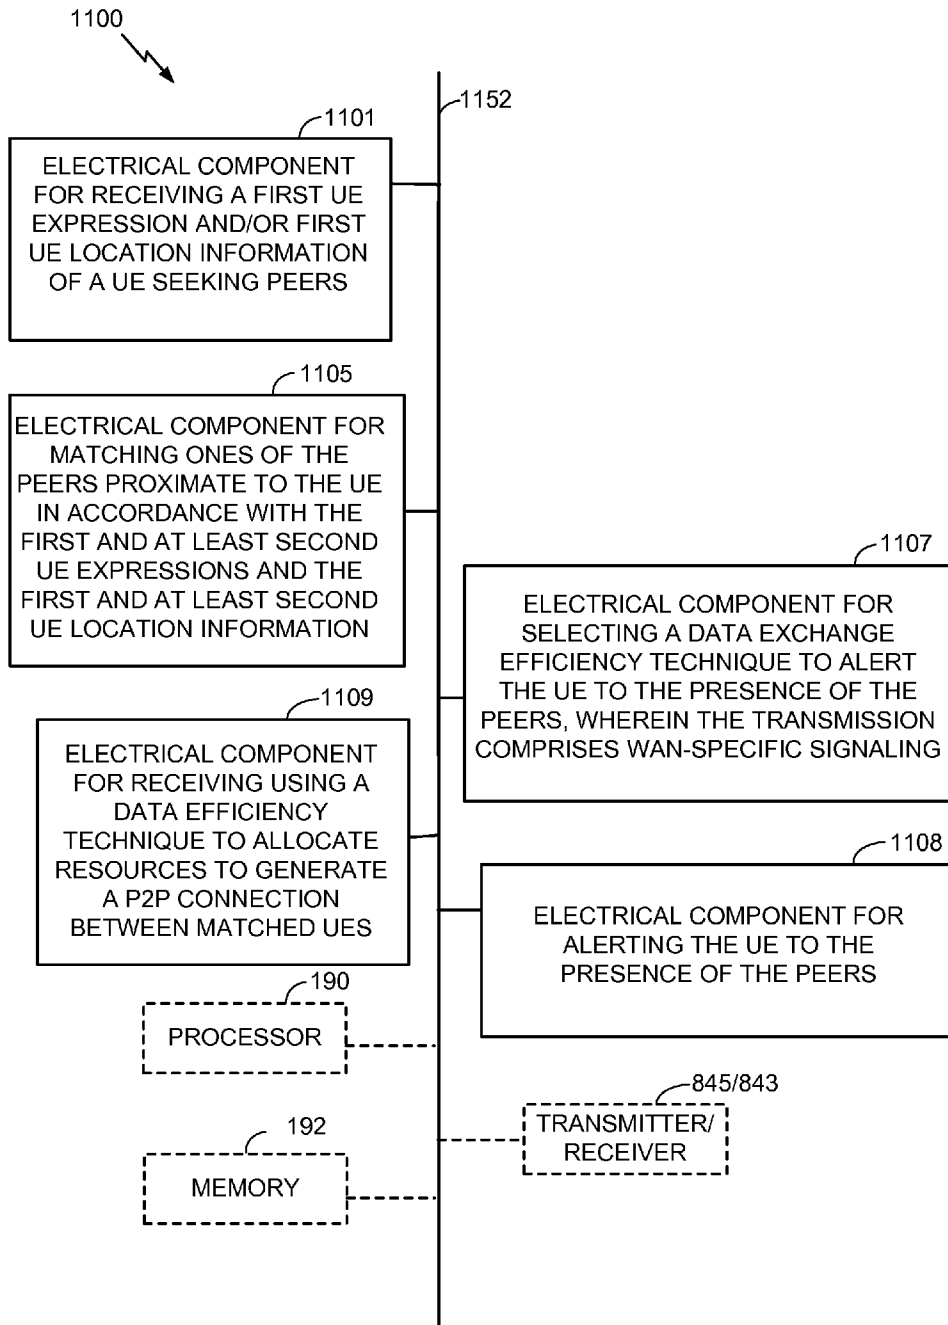 1100
1152
1101
ELECTRICAL COMPONENT
FOR RECEIVING A FIRST UE
EXPRESSION AND/OR FIRST
UE LOCATION INFORMATION
OF A UE SEEKING PEERS
1105
ELECTRICAL COMPONENT FOR
MATCHING ONES OF THE
PEERS PROXIMATE TO THE UE
IN ACCORDANCE WITH THE
FIRST AND AT LEAST SECOND
UE EXPRESSIONS AND THE
FIRST AND AT LEAST SECOND
UE LOCATION INFORMATION
1107
ELECTRICAL COMPONENT FOR
SELECTING A DATA EXCHANGE
EFFICIENCY TECHNIQUE TO ALERT
THE UE TO THE PRESENCE OF THE
PEERS, WHEREIN THE TRANSMISSION
COMPRISES WAN-SPECIFIC SIGNALING
1109
ELECTRICAL COMPONENT
FOR RECEIVING USING A
DATA EFFICIENCY
TECHNIQUE TO ALLOCATE
RESOURCES TO GENERATE
A P2P CONNECTION
BETWEEN MATCHED UES
1108
ELECTRICAL COMPONENT FOR
ALERTING THE UE TO THE
PRESENCE OF THE PEERS
190
PROCESSOR
845/843
TRANSMITTER/
RECEIVER
192
MEMORY